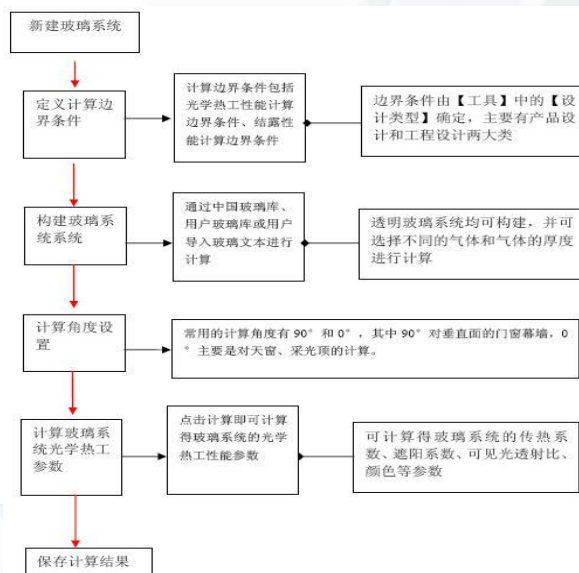 新建玻璃系统
定义计算边
界条件
计算边界条件包括
光学热工性能计算
边界条件、结露性
能计算边界条件
边界条件由【工具】中的【设
计类型】确定，主要有产品设
计和工程设计两大类
构建玻璃系
统系统
通过中国玻璃库、
用户玻璃库或用户
导入玻璃文本进行
计算
透明玻璃系统均可构建，并可
选择不同的气体和气体的厚度
进行计算
计算角度设
置
常用的计算角度有 90° 和 0° ，其中 90° 对垂直面的门窗幕墙，0
° 主要是对天窗、采光顶的计算。
计算玻璃系
统光学热工
参数
点击计算即可计算
得玻璃系统的光学
热工性能参数
可计算得玻璃系统的传热系
数、遮阳系数、可见光透射比、
颜色等参数
保存计算结果